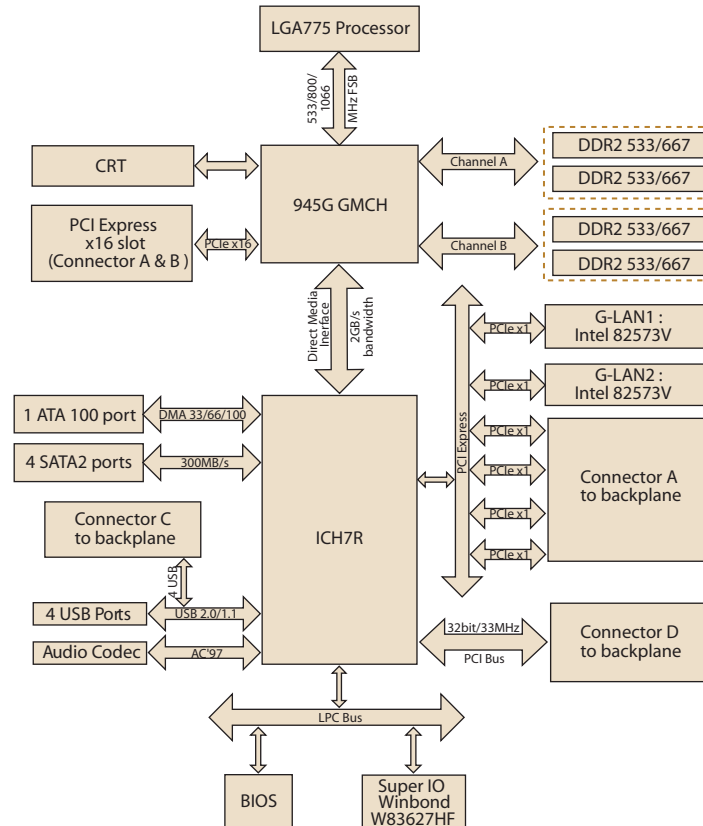 LGA775 Processor
533/800/
1066
MHz FSB
CRT
945G GMCH
Channel A
DDR2 533/667
DDR2 533/667
PCI Express
x16 slot
(Connector A & B )
PCIe x16
Channel B
DDR2 533/667
DDR2 533/667
Direct Media
Inerface
2GB/s
bandwidth
PCI Express
PCIe x1
G-LAN1 :
Intel 82573V
PCIe x1
G-LAN2 :
Intel 82573V
1 ATA 100 port
DMA 33/66/100
4 SATA2 ports
300MB/s
ICH7R
PCIe x1
PCIe x1
PCIe x1
PCIe x1
Connector A
to backplane
Connector C
to backplane
4 USB
4 USB Ports
USB 2.0/1.1
Audio Codec
AC'97
32bit/33MHz
PCI Bus
Connector D
to backplane
LPC Bus
BIOS
Super IO
Winbond
W83627HF